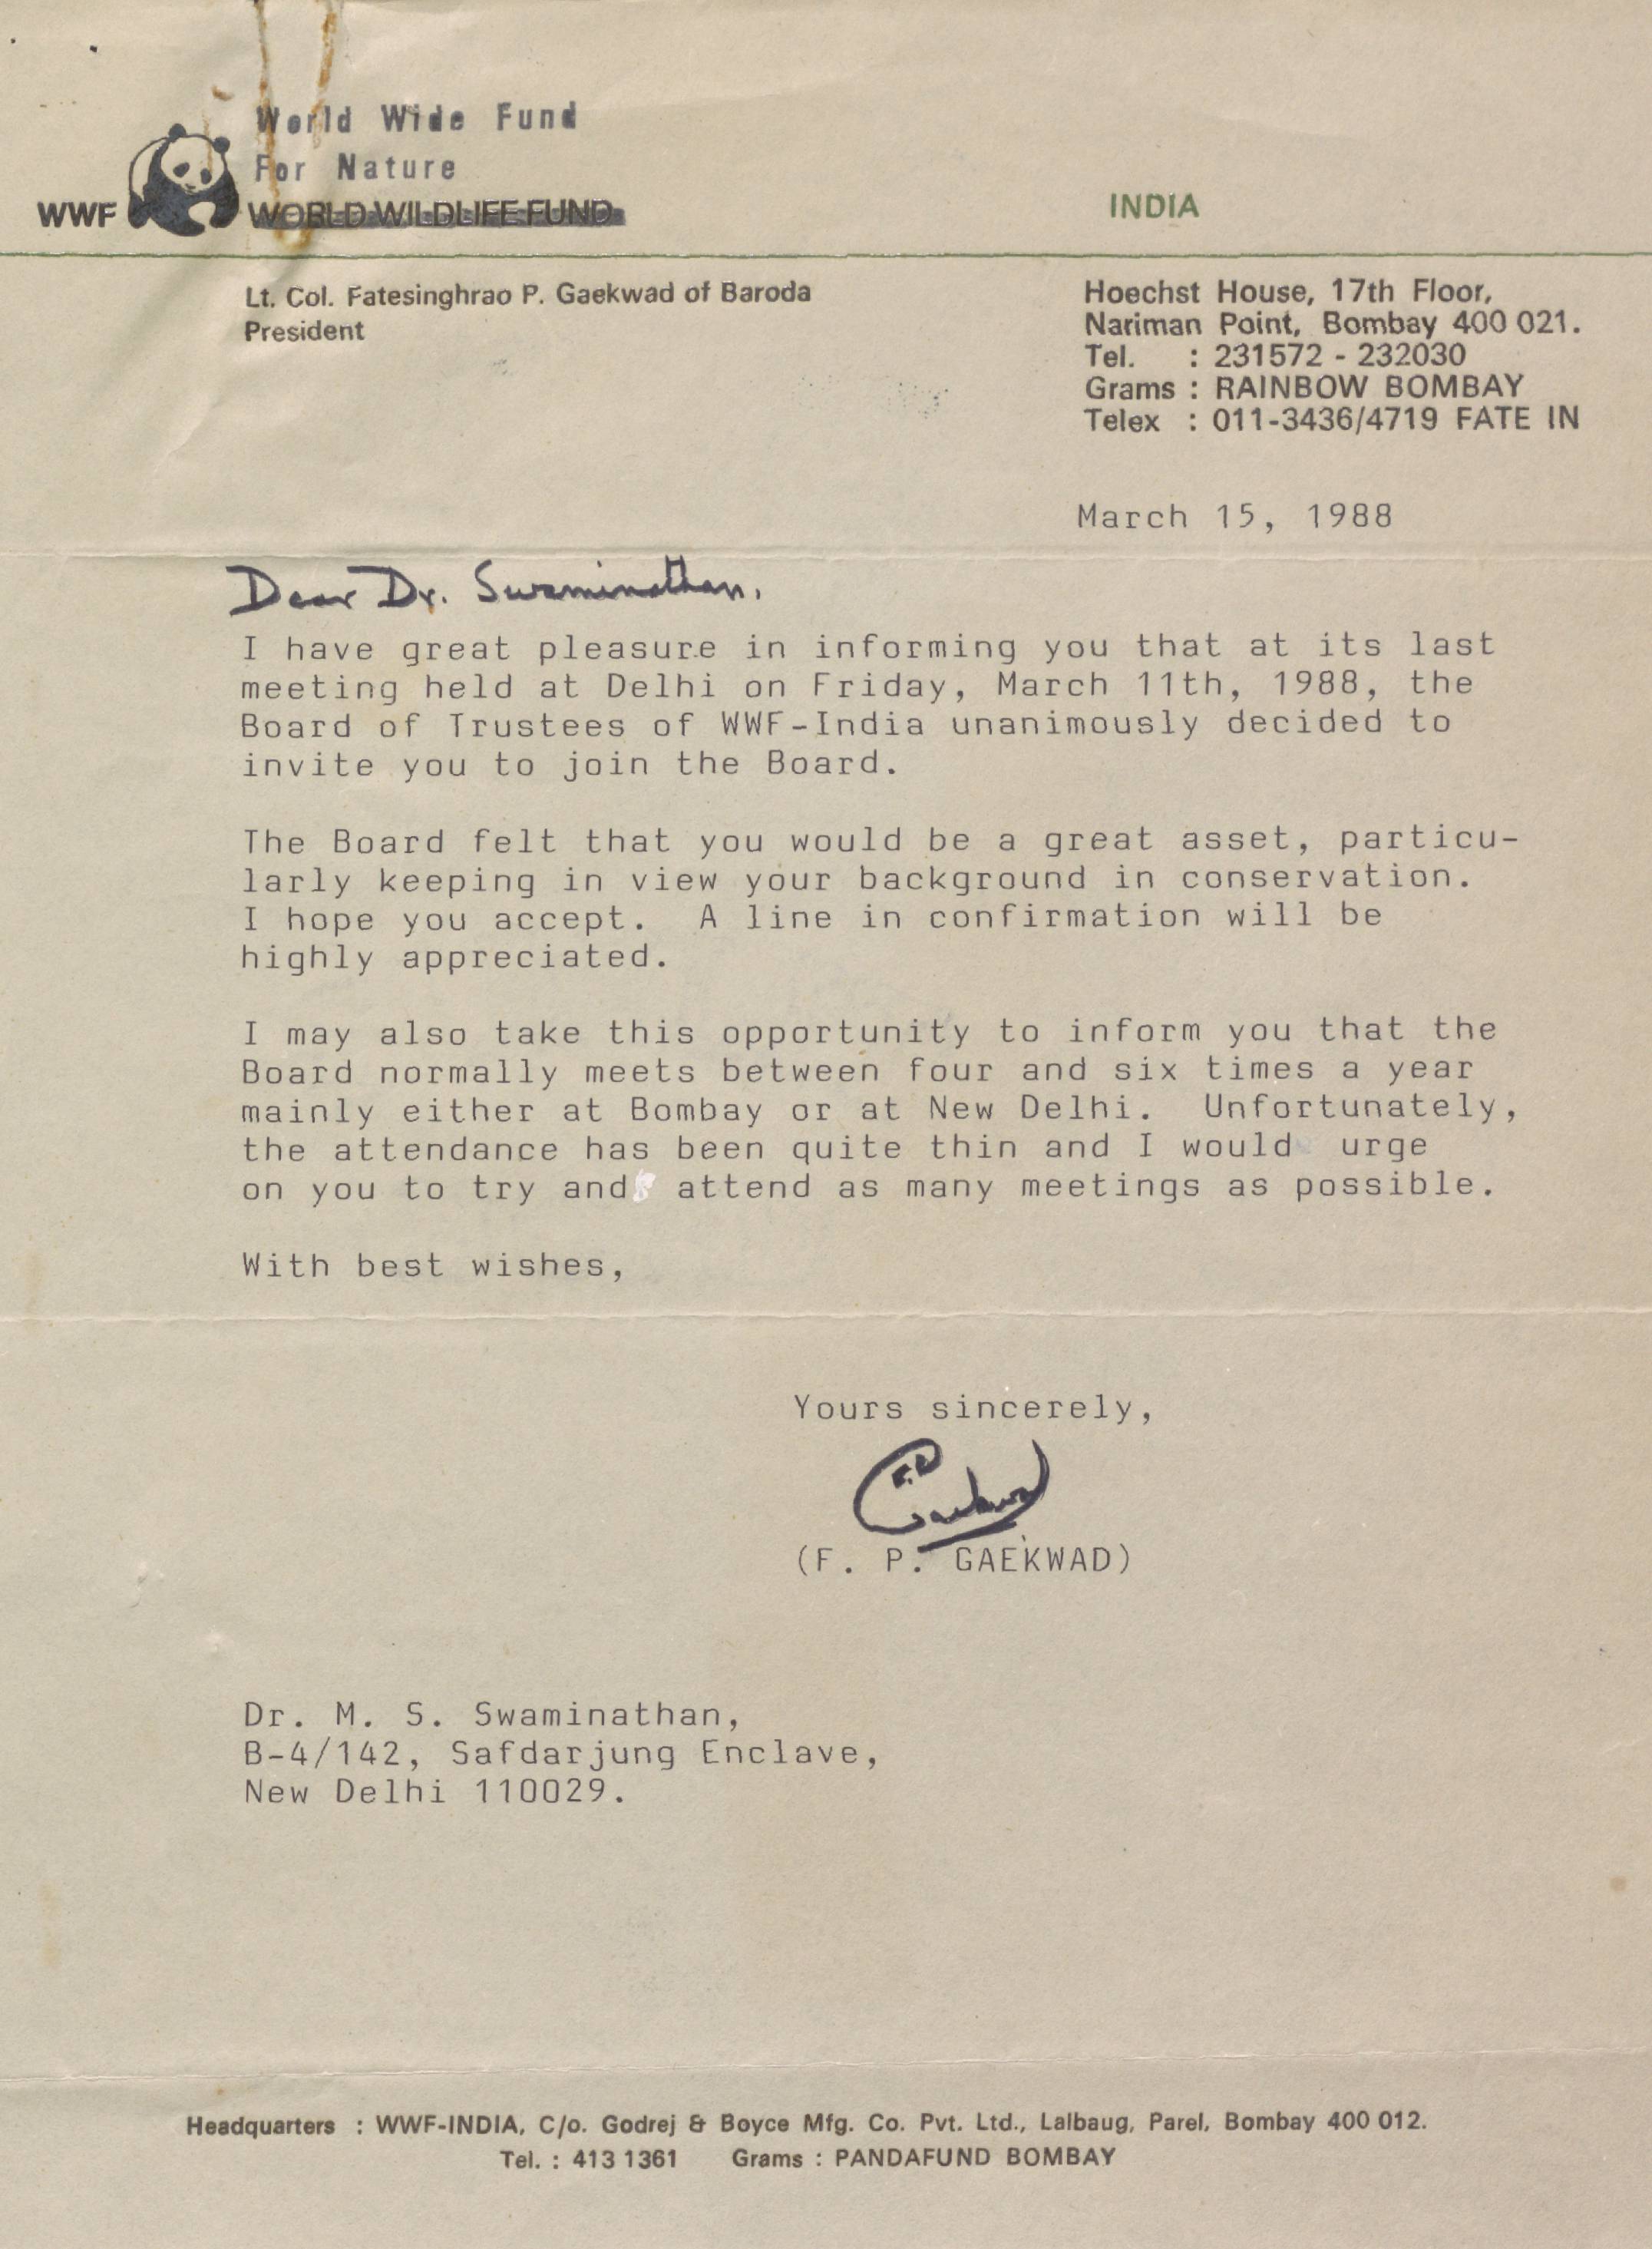 World Wide Fund
For Nature
WWF WORLD WILDLIFE FUND
INDIA
Lt. Col. Fatesinghrao P. Gaekwad of Baroda
President
Hoechst House, 17th Floor,
Nariman Point, Bombay 400 021.
Tel. : 231572 - 232030
Grams : RAINBOW BOMBAY
Telex : 011-3436/4719 FATE IN
March 15, 1988
Dear Dr. Swaminathan,
I have great pleasure in informing you that at its last
meeting held at Delhi on Friday, March 11th, 1988, the
Board of Trustees of WWF-India unanimously decided to
invite you to join the Board.
The Board felt that you would be a great asset, particu-
larly keeping in view your background in conservation.
I hope you accept. A line in confirmation will be
highly appreciated.
I may also take this opportunity to inform you that the
Board normally meets between four and six times a year
mainly either at Bombay or at New Delhi. Unfortunately,
the attendance has been quite thin and I would urge
on you to try and attend as many meetings as possible.
With best wishes,
Yours sincerely,
(F. P. GAEKWAD)
Dr. M. S. Swaminathan,
B-4/142, Safdarjung Enclave,
New Delhi 110029.
Headquarters : WWF-INDIA, C/o. Godrej & Boyce Mfg. Co. Pvt. Ltd., Lalbaug, Parel, Bombay 400 012.
Tel. : 413 1361 Grams : PANDAFUND BOMBAY